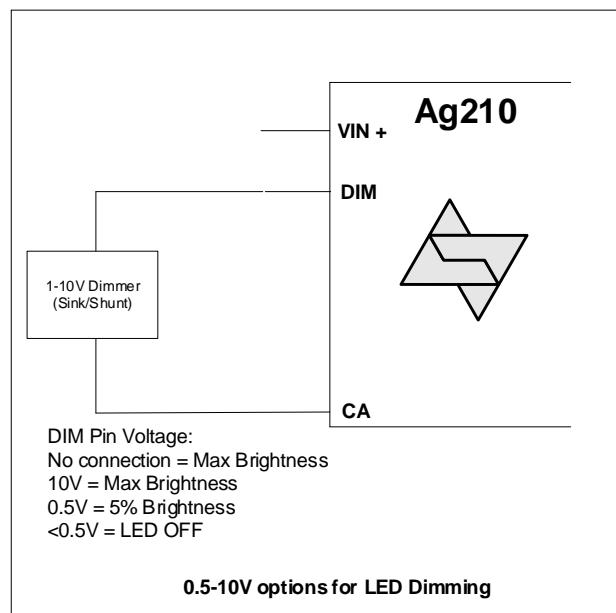 Ag210
VIN +
DIM
1-10V Dimmer
(Sink/Shunt)
CA
DIM Pin Voltage:
No connection = Max Brightness
10V = Max Brightness
0.5V = 5% Brightness
<0.5V = LED OFF
0.5-10V options for LED Dimming